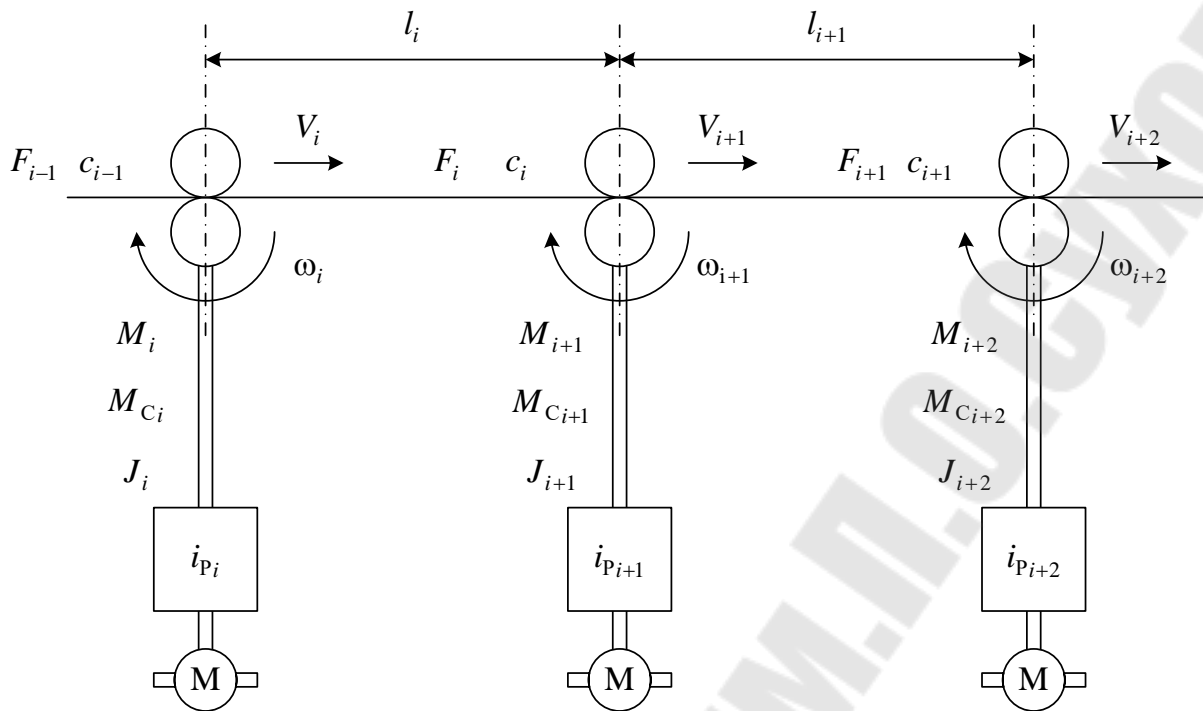 l_i l_{i+1}
V_i V_{i+1} V_{i+2}
F_{i−1} c_{i−1} F_i c_i F_{i+1} c_{i+1}
ω_i ω_{i+1} ω_{i+2}
M_i M_{i+1} M_{i+2}
M_{Ci} M_{Ci+1} M_{Ci+2}
J_i J_{i+1} J_{i+2}
i_{Pi} i_{Pi+1} i_{Pi+2}
M M M
М.П.О.Сухо